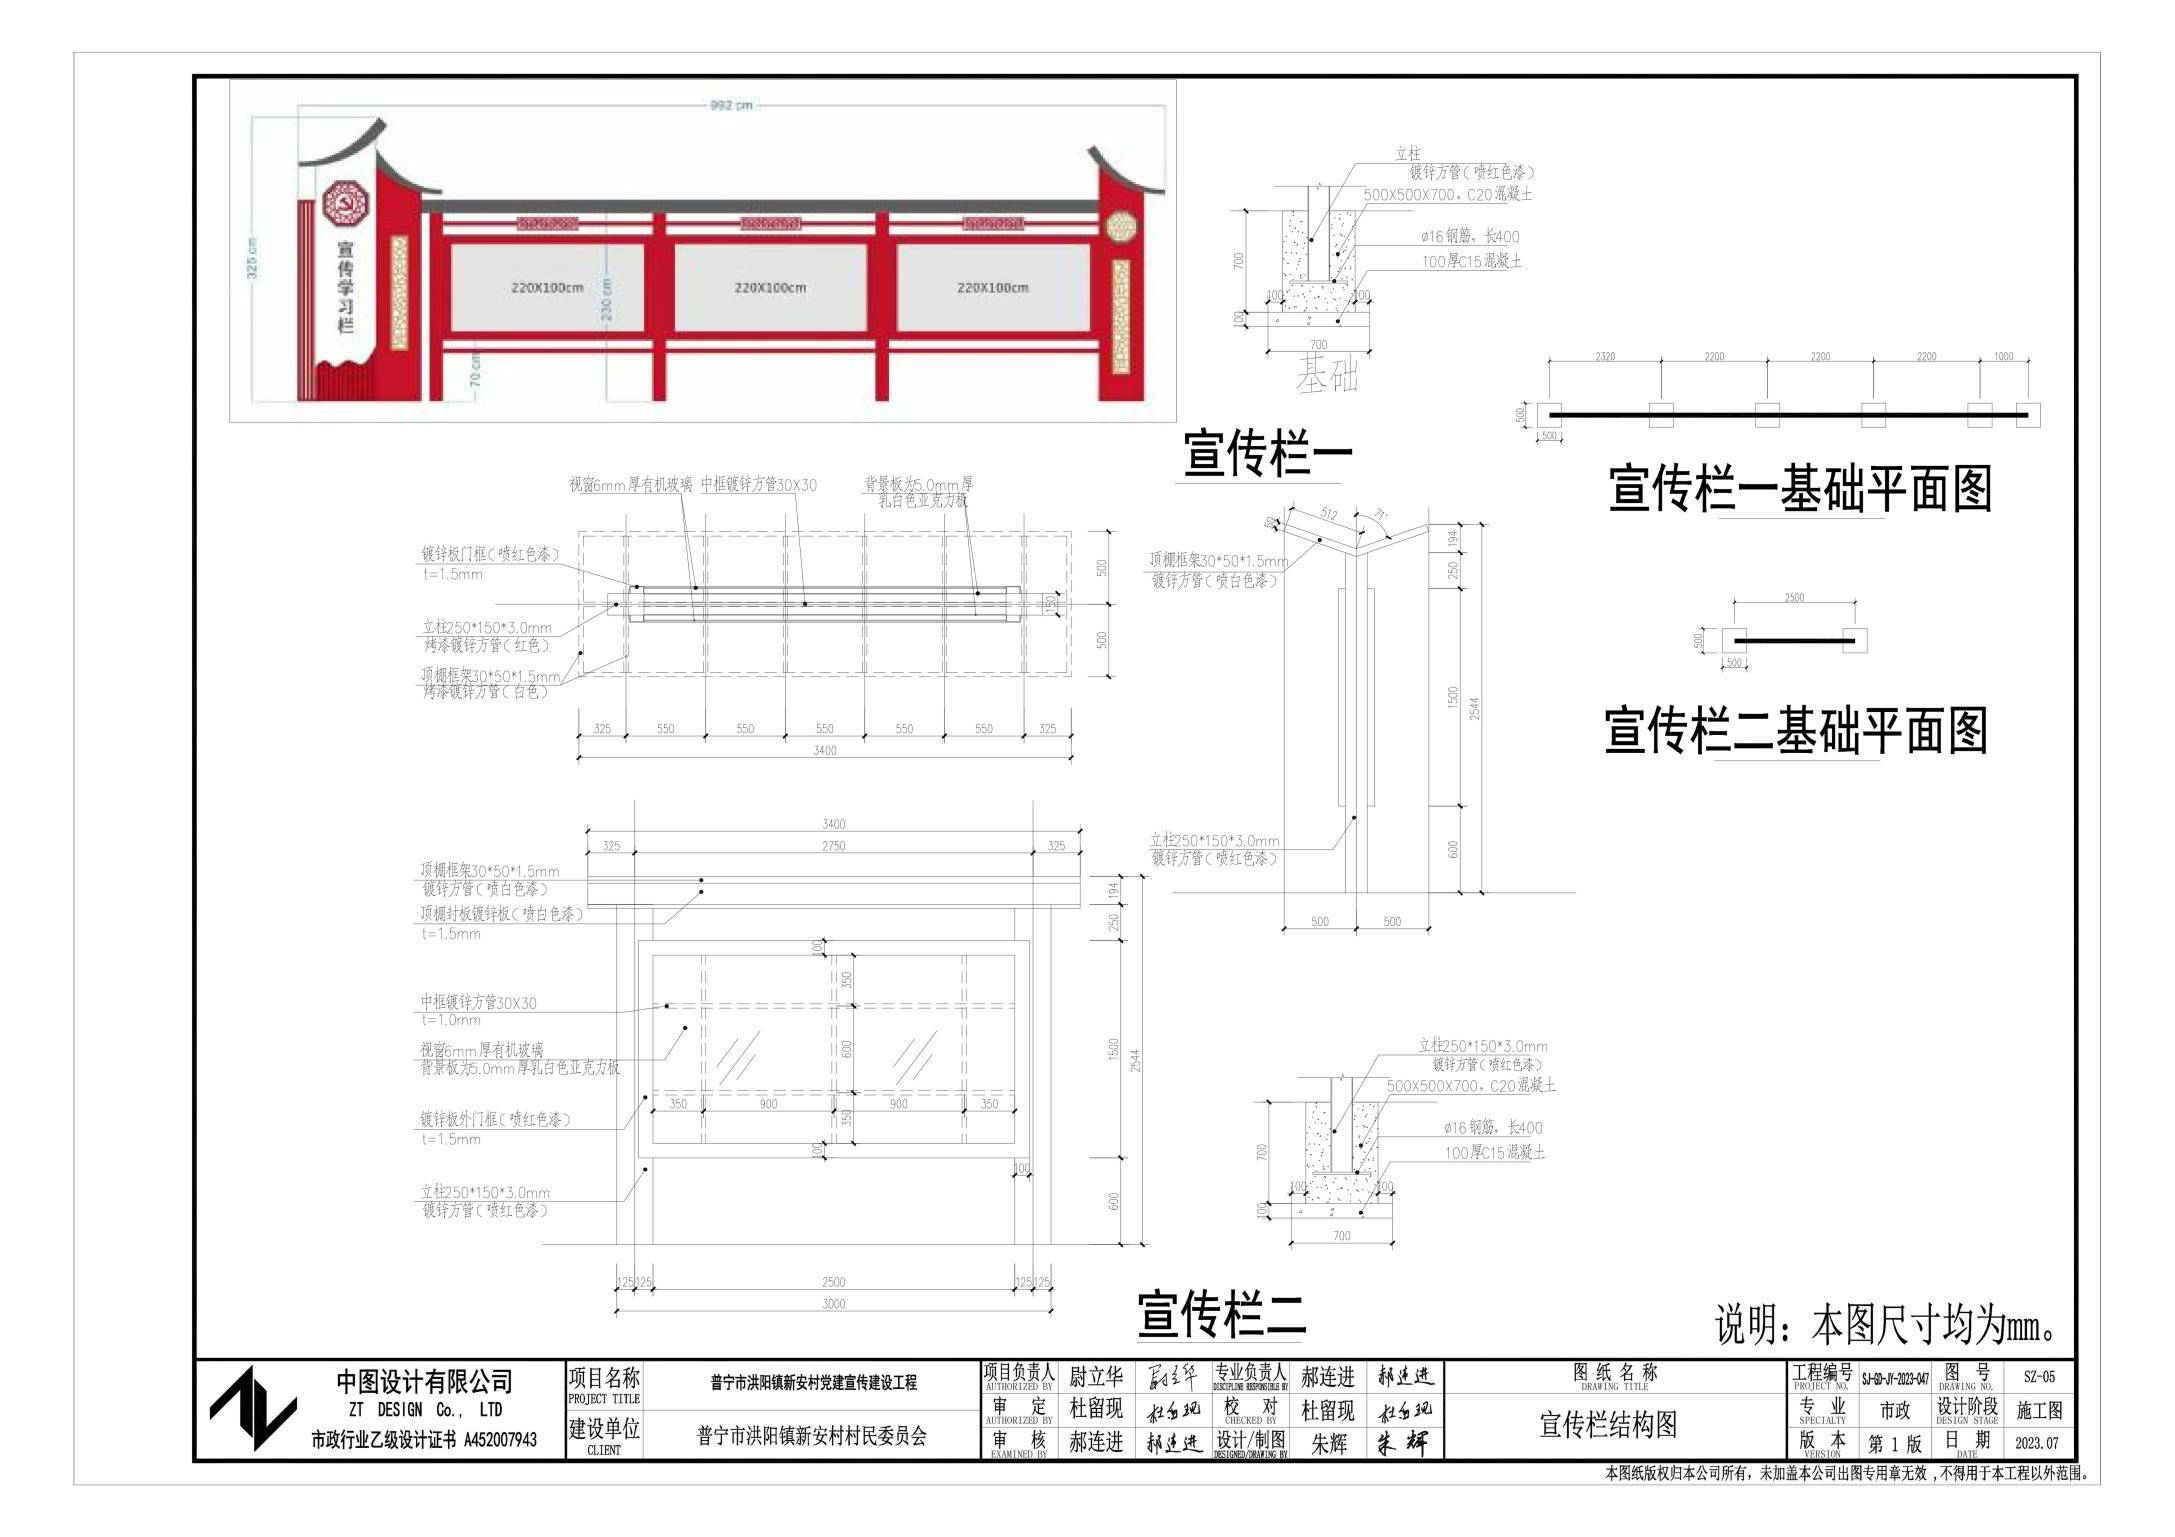 992 cm
325 cm
宣传学习栏
220X100cm
220X100cm
220X100cm
230 cm
70 cm
立柱
镀锌方管（喷红色漆）
500X500X700，C20混凝土
ø16钢筋，长400
100厚C15混凝土
700
100
100
100
700
基础
宣传栏一
2320
2200
2200
2200
1000
500
500
宣传栏一基础平面图
视窗6mm厚有机玻璃
中框镀锌方管30X30
背景板为5.0mm厚
乳白色亚克力板
镀锌板门框（喷红色漆）
t=1.5mm
立柱250*150*3.0mm
烤漆镀锌方管（红色）
顶棚框架30*50*1.5mm
烤漆镀锌方管（白色）
500
150
500
325
550
550
550
550
550
325
3400
50
512
71°
顶棚框架30*50*1.5mm
镀锌方管（喷白色漆）
194
250
1500
2544
600
立柱250*150*3.0mm
镀锌方管（喷红色漆）
500
500
2500
500
500
宣传栏二基础平面图
3400
325
2750
325
顶棚框架30*50*1.5mm
镀锌方管（喷白色漆）
顶棚封板镀锌板（喷白色漆）
t=1.5mm
中框镀锌方管30X30
t=1.0mm
视窗6mm厚有机玻璃
背景板为5.0mm厚乳白色亚克力板
镀锌板外门框（喷红色漆）
t=1.5mm
立柱250*150*3.0mm
镀锌方管（喷红色漆）
100
350
600
350
100
350
900
900
350
100
194
250
1500
2544
600
125
125
2500
125
125
3000
宣传栏二
立柱250*150*3.0mm
镀锌方管（喷红色漆）
500X500X700，C20混凝土
ø16钢筋，长400
100厚C15混凝土
700
100
100
100
700
说明：本图尺寸均为mm。
中图设计有限公司
ZT DESIGN Co., LTD
市政行业乙级设计证书 A452007943
项目名称
PROJECT TITLE
普宁市洪阳镇新安村党建宣传建设工程
建设单位
CLIENT
普宁市洪阳镇新安村村民委员会
项目负责人
AUTHORIZED BY
尉立华
尉立华
专业负责人
DISCIPLINE RESPONSIBLE BY
郝连进
郝连进
审 定
AUTHORIZED BY
杜留现
杜留现
校 对
CHECKED BY
杜留现
杜留现
审 核
EXAMINED BY
郝连进
郝连进
设计/制图
DESIGNED/DRAWING BY
朱辉
朱辉
图纸名称
DRAWING TITLE
宣传栏结构图
工程编号
PROJECT NO.
SJ-GD-JY-2023-047
图 号
DRAWING NO.
SZ-05
专 业
SPECIALTY
市政
设计阶段
DESIGN STAGE
施工图
版 本
VERSION
第 1 版
日 期
DATE
2023.07
本图纸版权归本公司所有，未加盖本公司出图专用章无效，不得用于本工程以外范围。